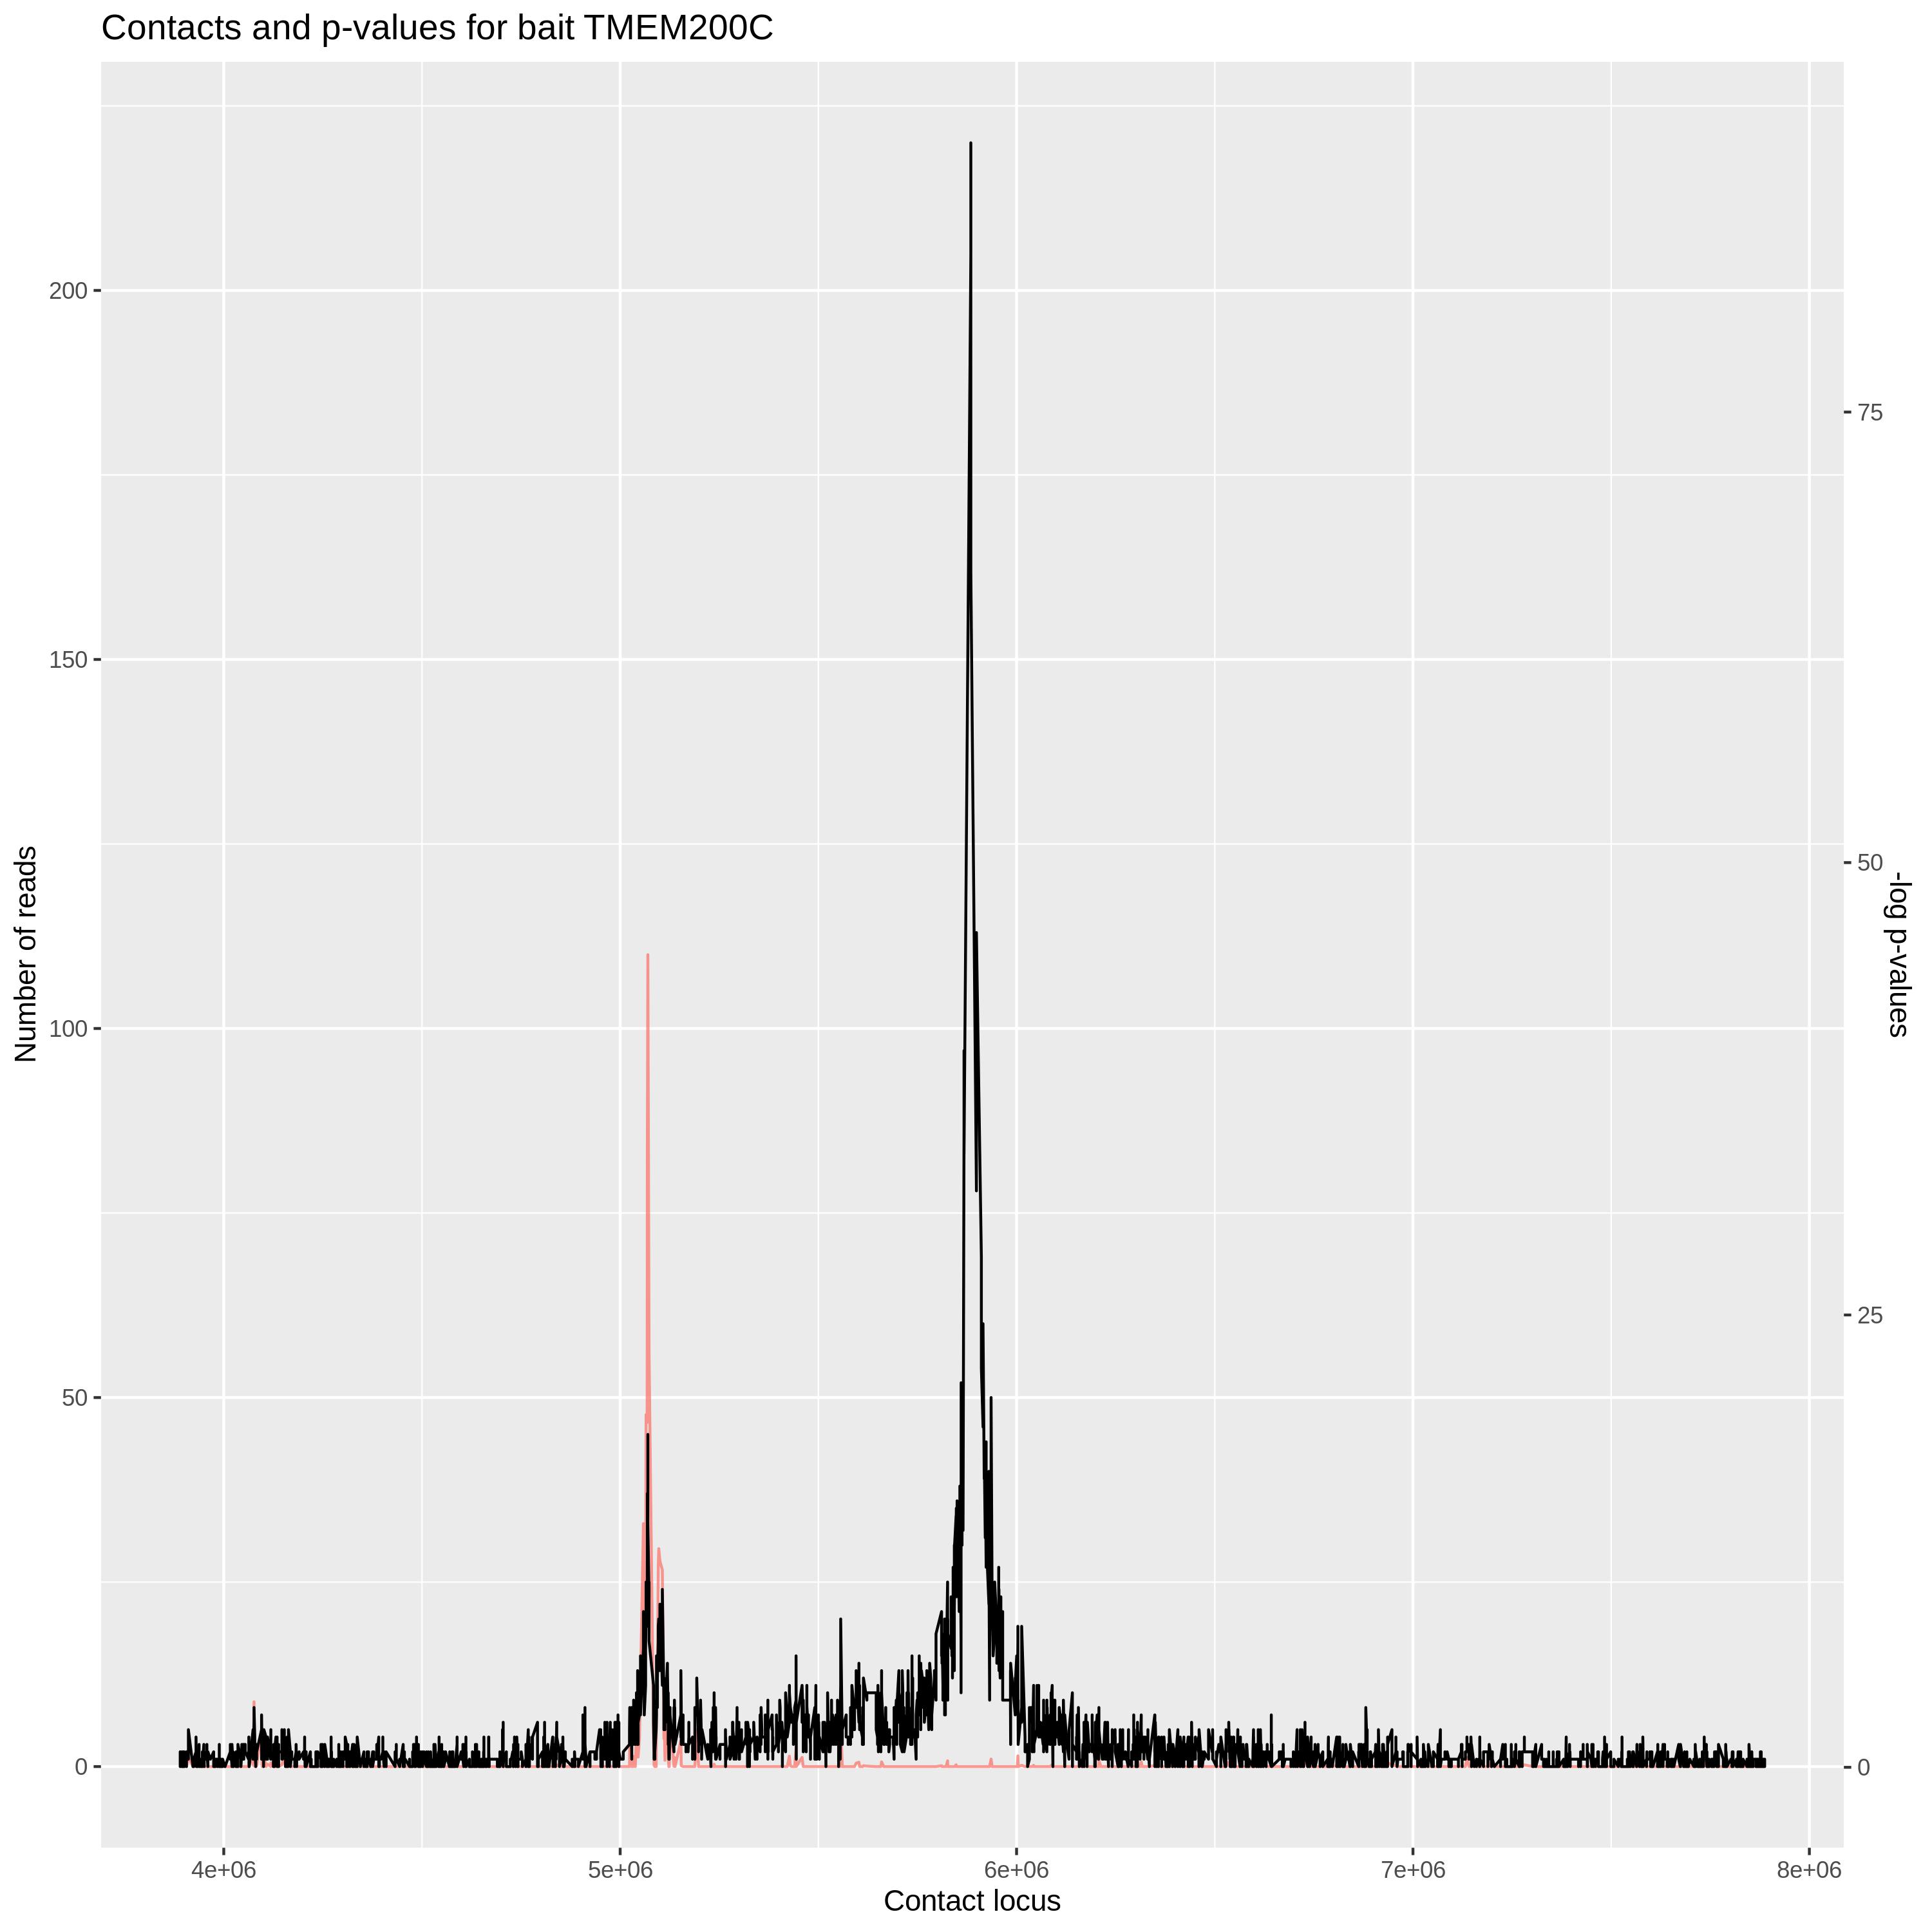 Contacts and p-values for bait TMEM200C
200
150
100
50
0
Number of reads
75
50
25
0
-log p-values
4e+06 5e+06 6e+06 7e+06 8e+06
Contact locus